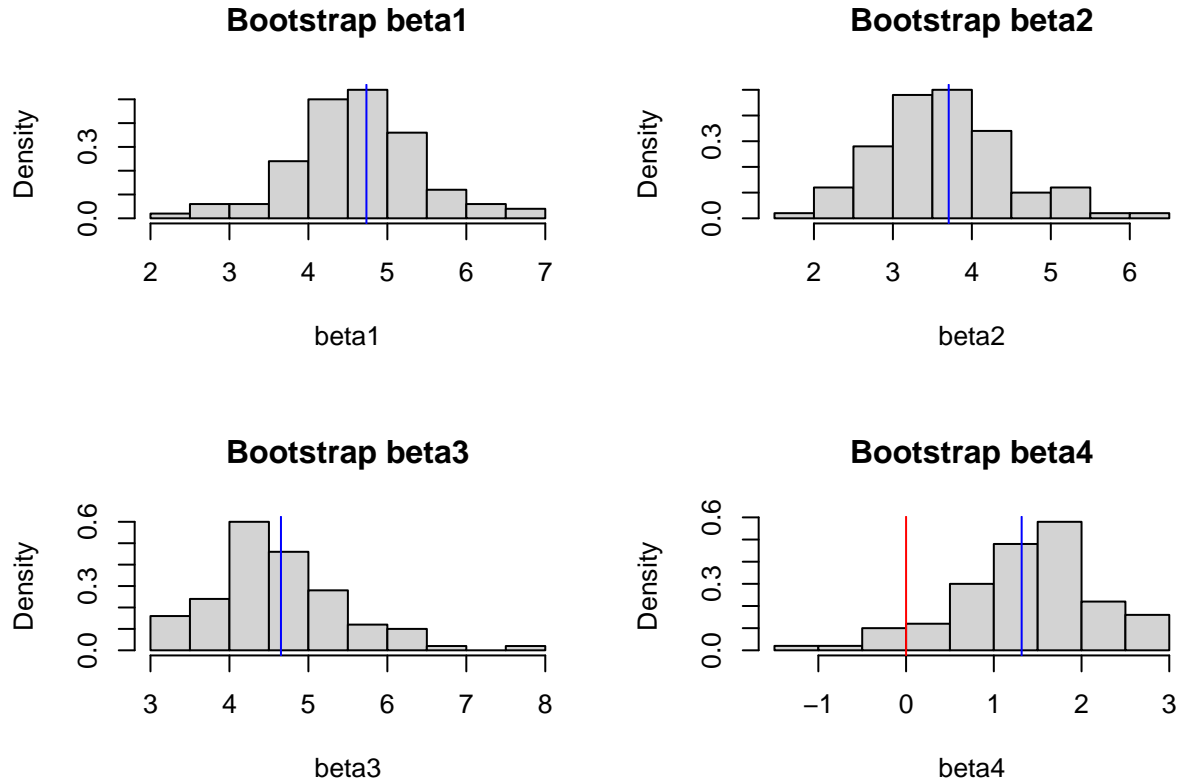 Bootstrap beta1
Density
0.0 0.3
2 3 4 5 6 7
beta1
Bootstrap beta2
Density
0.0 0.3
2 3 4 5 6
beta2
Bootstrap beta3
Density
0.0 0.3 0.6
3 4 5 6 7 8
beta3
Bootstrap beta4
Density
0.0 0.3 0.6
−1 0 1 2 3
beta4